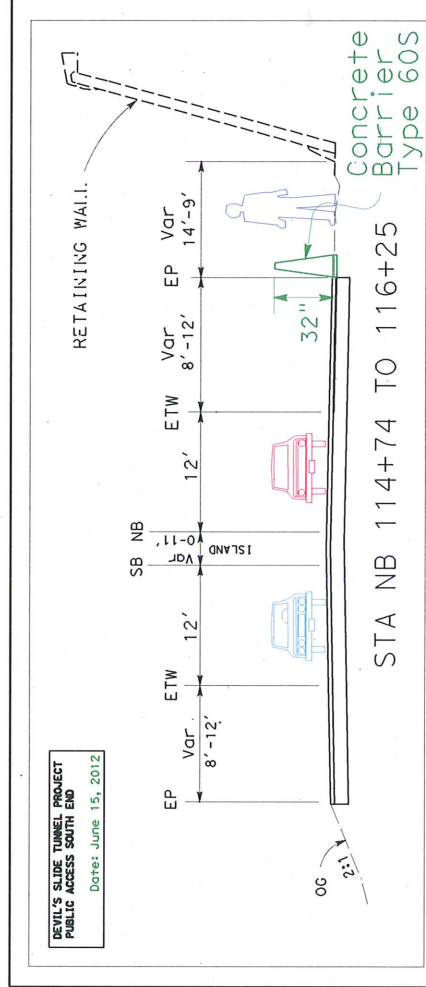 DEVIL'S SLIDE TUNNEL PROJECT
PUBLIC ACCESS SOUTH END
Date: June 15, 2012
RETAINING WALL
SB NB
EP
Var
8'-12'
ETW
12'
Var
0-11'
ISLAND
12'
ETW
Var
8'-12'
EP
Var
14'-9'
OG
2:1
32"
Concrete
Barrier
Type 60S
STA NB 114+74 TO 116+25